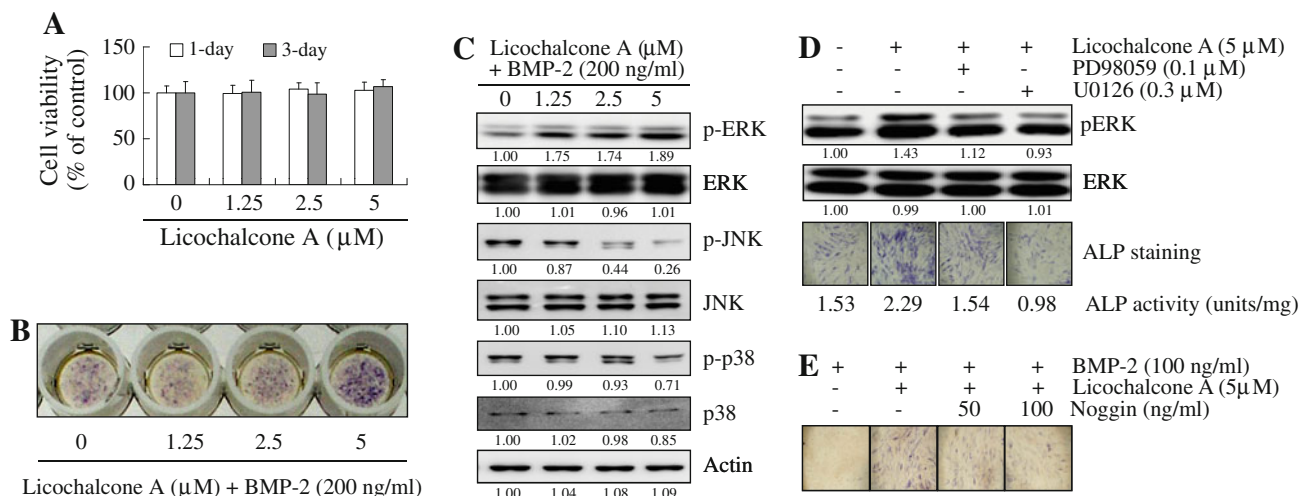 A
Cell viability
(% of control)
150
100
50
0
1-day 3-day
0 1.25 2.5 5
Licochalcone A (μM)
B
0 1.25 2.5 5
Licochalcone A (μM) + BMP-2 (200 ng/ml)
C
Licochalcone A (μM)
+ BMP-2 (200 ng/ml)
0 1.25 2.5 5
p-ERK
1.00 1.75 1.74 1.89
ERK
1.00 1.01 0.96 1.01
p-JNK
1.00 0.87 0.44 0.26
JNK
1.00 1.05 1.10 1.13
p-p38
1.00 0.99 0.93 0.71
p38
1.00 1.02 0.98 0.85
Actin
1.00 1.04 1.08 1.09
D
- + + + Licochalcone A (5 μM)
- - + - PD98059 (0.1 μM)
- - - + U0126 (0.3 μM)
pERK
1.00 1.43 1.12 0.93
ERK
1.00 0.99 1.00 1.01
ALP staining
1.53 2.29 1.54 0.98 ALP activity (units/mg)
E
+ + + + BMP-2 (100 ng/ml)
- + + + Licochalcone A (5μM)
- - 50 100 Noggin (ng/ml)